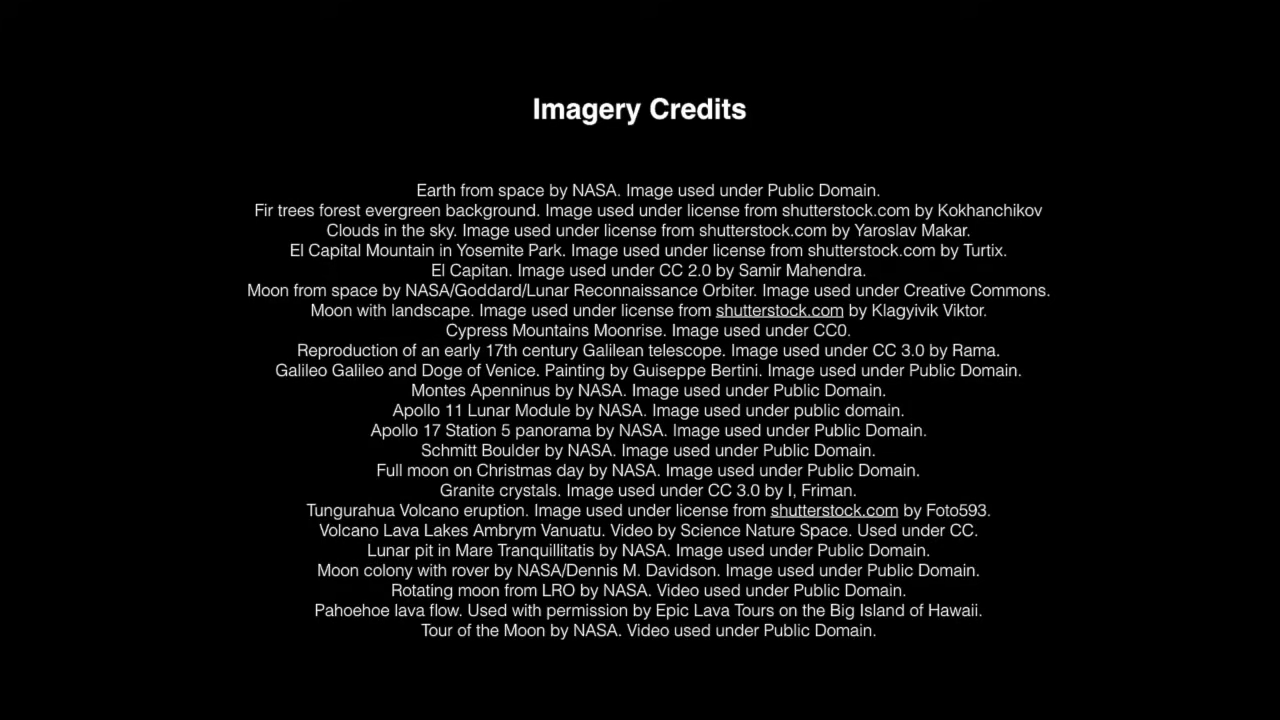 Imagery Credits
Earth from space by NASA. Image used under Public Domain.
Fir trees forest evergreen background. Image used under license from shutterstock.com by Kokhanchikov
Clouds in the sky. Image used under license from shutterstock.com by Yaroslav Makar.
El Capital Mountain in Yosemite Park. Image used under license from shutterstock.com by Turtix.
El Capitan. Image used under CC 2.0 by Samir Mahendra.
Moon from space by NASA/Goddard/Lunar Reconnaissance Orbiter. Image used under Creative Commons.
Moon with landscape. Image used under license from shutterstock.com by Klagyivik Viktor.
Cypress Mountains Moonrise. Image used under CC0.
Reproduction of an early 17th century Galilean telescope. Image used under CC 3.0 by Rama.
Galileo Galileo and Doge of Venice. Painting by Guiseppe Bertini. Image used under Public Domain.
Montes Apenninus by NASA. Image used under Public Domain.
Apollo 11 Lunar Module by NASA. Image used under public domain.
Apollo 17 Station 5 panorama by NASA. Image used under Public Domain.
Schmitt Boulder by NASA. Image used under Public Domain.
Full moon on Christmas day by NASA. Image used under Public Domain.
Granite crystals. Image used under CC 3.0 by I, Friman.
Tungurahua Volcano eruption. Image used under license from shutterstock.com by Foto593.
Volcano Lava Lakes Ambrym Vanuatu. Video by Science Nature Space. Used under CC.
Lunar pit in Mare Tranquillitatis by NASA. Image used under Public Domain.
Moon colony with rover by NASA/Dennis M. Davidson. Image used under Public Domain.
Rotating moon from LRO by NASA. Video used under Public Domain.
Pahoehoe lava flow. Used with permission by Epic Lava Tours on the Big Island of Hawaii.
Tour of the Moon by NASA. Video used under Public Domain.